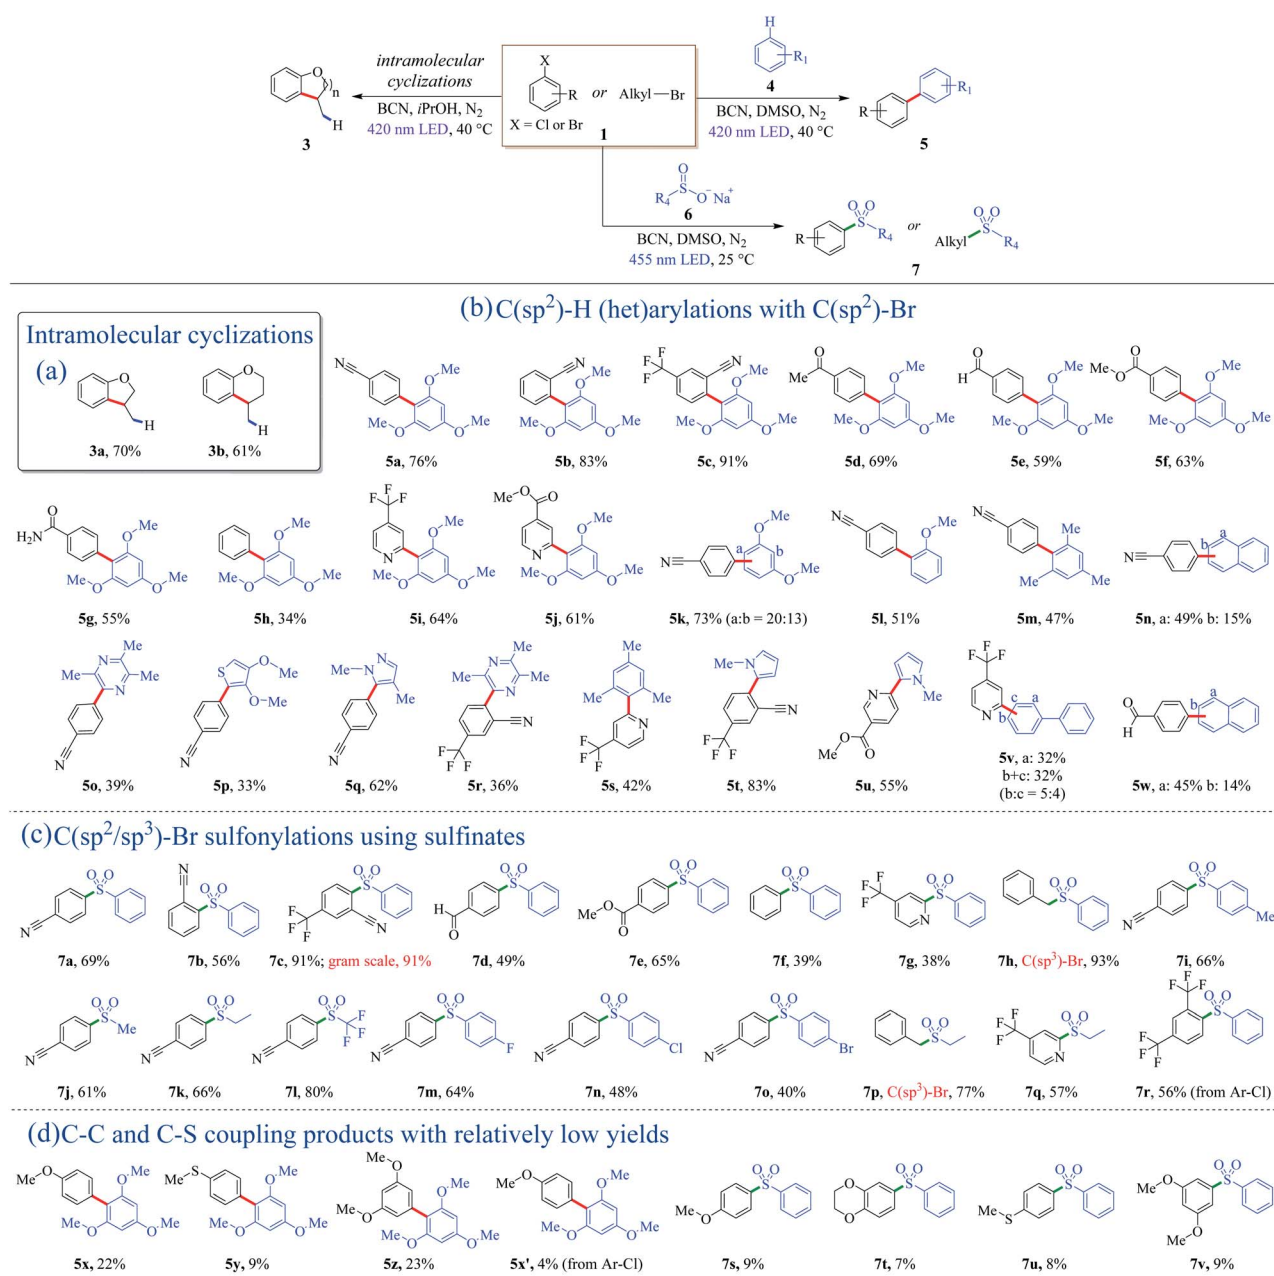 intramolecular
cyclizations
BCN, iPrOH, N2
420 nm LED, 40 °C
O
n
H
3
X
R
or
Alkyl—Br
X = Cl or Br
1
H
R1
4
BCN, DMSO, N2
420 nm LED, 40 °C
R
R1
5
O
R4 S O− Na+
6
BCN, DMSO, N2
455 nm LED, 25 °C
R
O O
S
R4
or
O O
Alkyl S R4
7
(b) C(sp2)-H (het)arylations with C(sp2)-Br
Intramolecular cyclizations
(a)
3a, 70%
3b, 61%
5a, 76%
5b, 83%
5c, 91%
5d, 69%
5e, 59%
5f, 63%
5g, 55%
5h, 34%
5i, 64%
5j, 61%
5k, 73% (a:b = 20:13)
5l, 51%
5m, 47%
5n, a: 49% b: 15%
5o, 39%
5p, 33%
5q, 62%
5r, 36%
5s, 42%
5t, 83%
5u, 55%
5v, a: 32%
b+c: 32%
(b:c = 5:4)
5w, a: 45% b: 14%
(c) C(sp2/sp3)-Br sulfonylations using sulfinates
7a, 69%
7b, 56%
7c, 91%; gram scale, 91%
7d, 49%
7e, 65%
7f, 39%
7g, 38%
7h, C(sp3)-Br, 93%
7i, 66%
7j, 61%
7k, 66%
7l, 80%
7m, 64%
7n, 48%
7o, 40%
7p, C(sp3)-Br, 77%
7q, 57%
7r, 56% (from Ar-Cl)
(d) C-C and C-S coupling products with relatively low yields
5x, 22%
5y, 9%
5z, 23%
5x', 4% (from Ar-Cl)
7s, 9%
7t, 7%
7u, 8%
7v, 9%